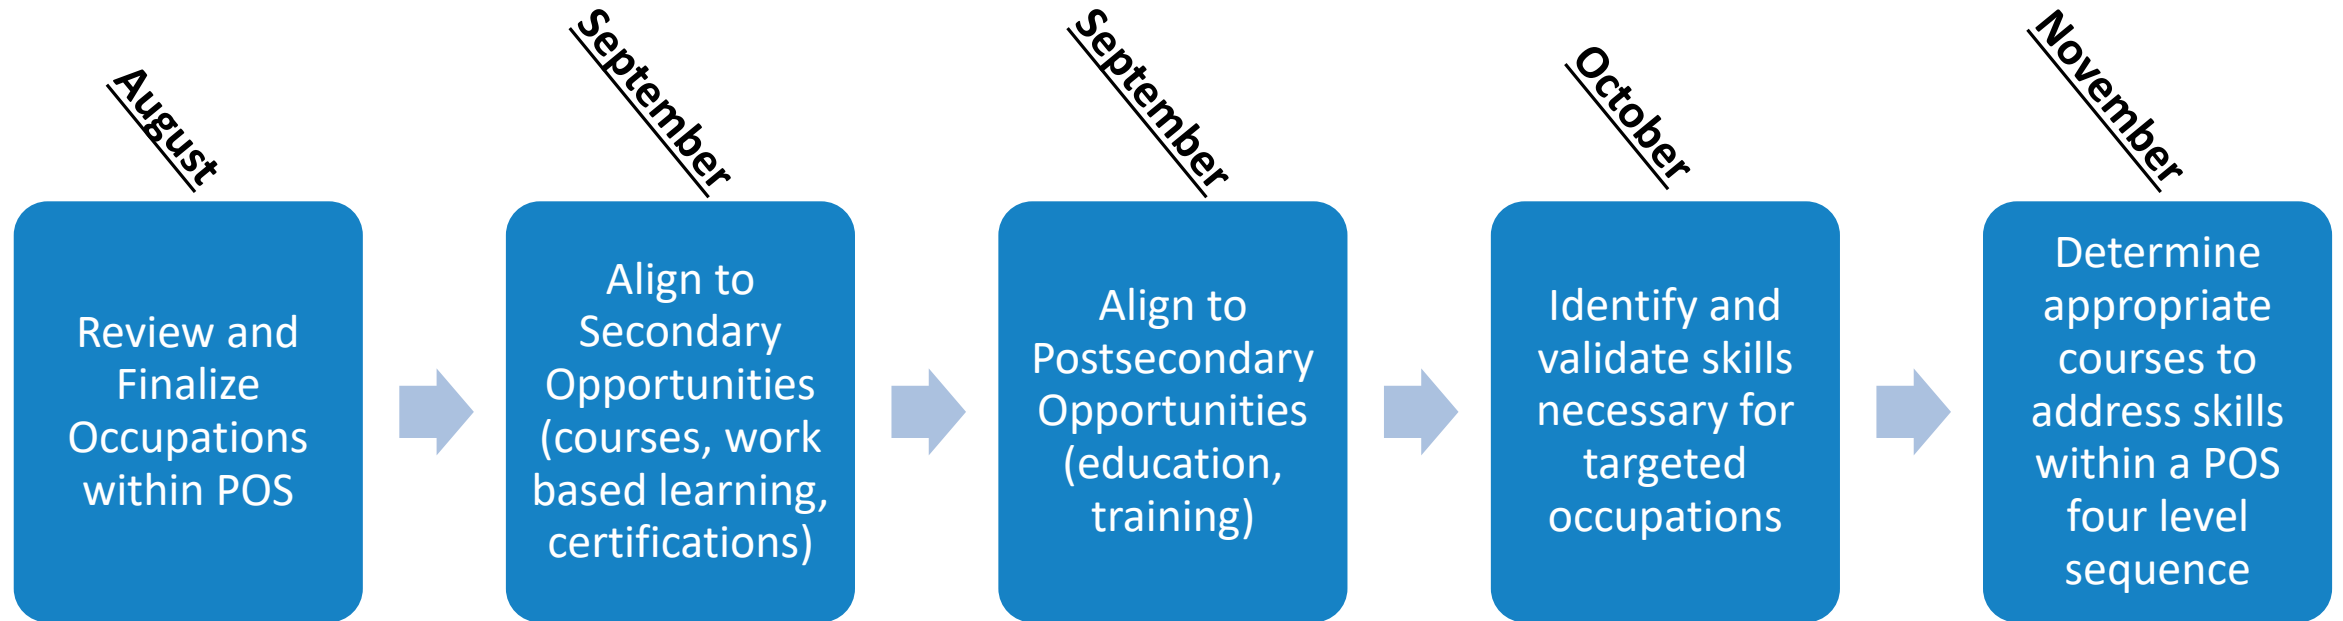 August
Review and
Finalize
Occupations
within POS
September
Align to
Secondary
Opportunities
(courses, work
based learning,
certifications)
September
Align to
Postsecondary
Opportunities
(education,
training)
October
Identify and
validate skills
necessary for
targeted
occupations
November
Determine
appropriate
courses to
address skills
within a POS
four level
sequence